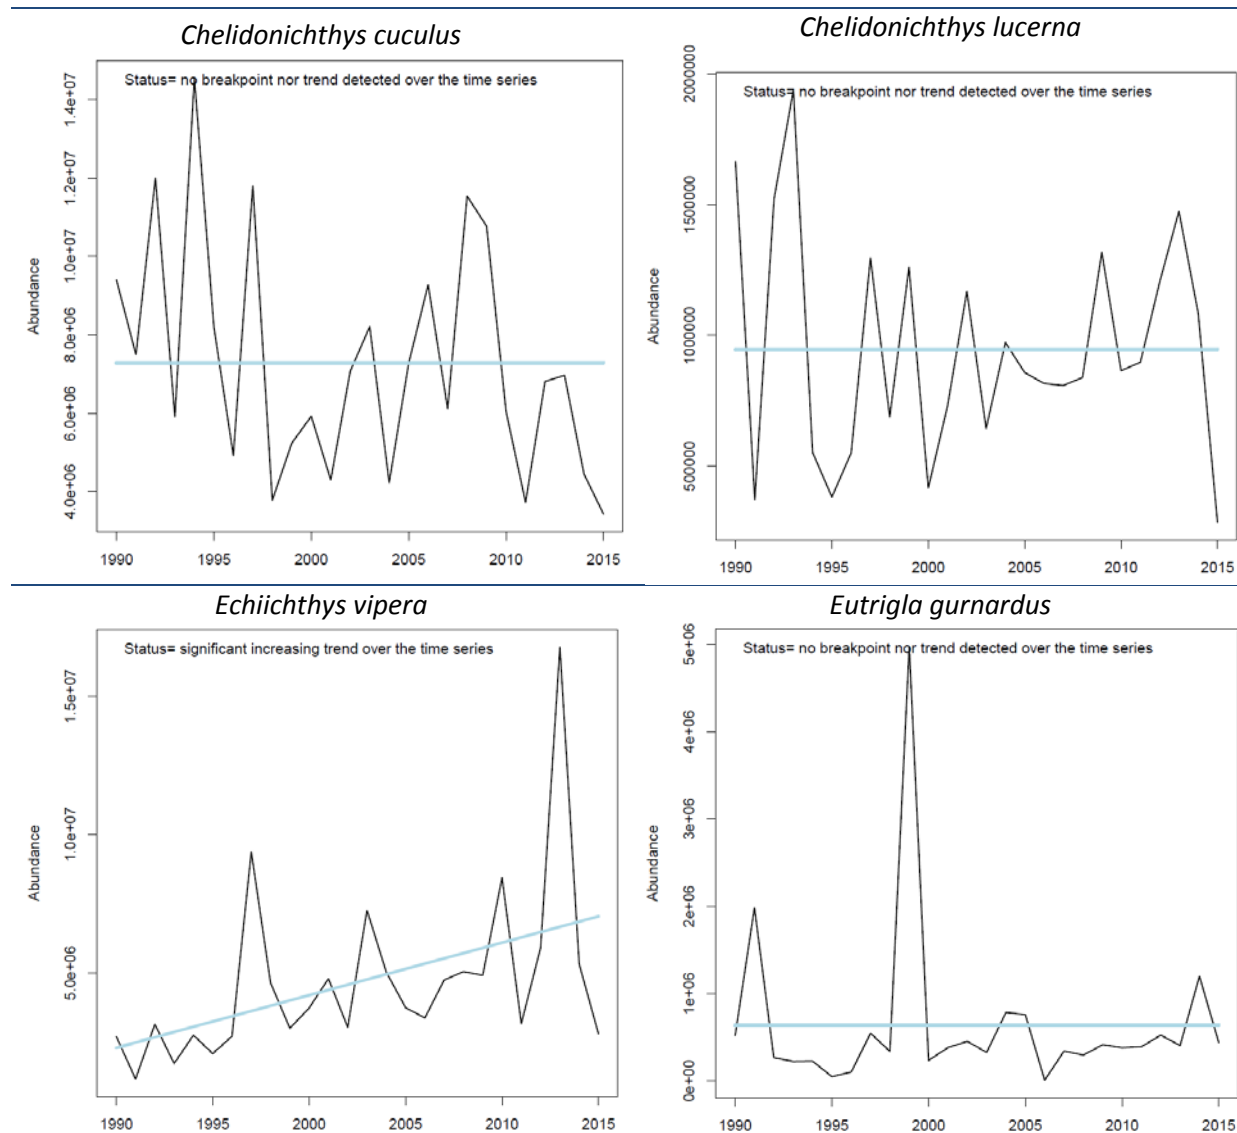 Chelidonichthys cuculus
Status= no breakpoint nor trend detected over the time series
Abundance
1.4e+07
1.2e+07
1.0e+07
8.0e+06
6.0e+06
4.0e+06
1990 1995 2000 2005 2010 2015
Chelidonichthys lucerna
Status= no breakpoint nor trend detected over the time series
Abundance
2000000
1500000
1000000
500000
1990 1995 2000 2005 2010 2015
Echiichthys vipera
Status= significant increasing trend over the time series
Abundance
1.5e+07
1.0e+07
5.0e+06
1990 1995 2000 2005 2010 2015
Eutrigla gurnardus
Status= no breakpoint nor trend detected over the time series
Abundance
5e+06
4e+06
3e+06
2e+06
1e+06
0e+00
1990 1995 2000 2005 2010 2015